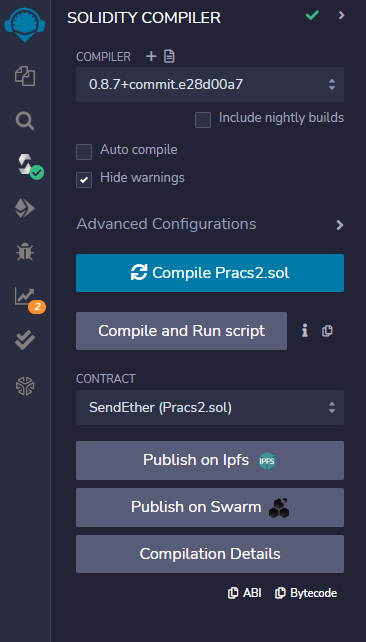 SOLIDITY COMPILER
COMPILER
0.8.7+commit.e28d00a7
Include nightly builds
Auto compile
Hide warnings
Advanced Configurations
Compile Pracs2.sol
2
Compile and Run script
CONTRACT
SendEther (Pracs2.sol)
Publish on Ipfs IPFS
Publish on Swarm
Compilation Details
ABI Bytecode